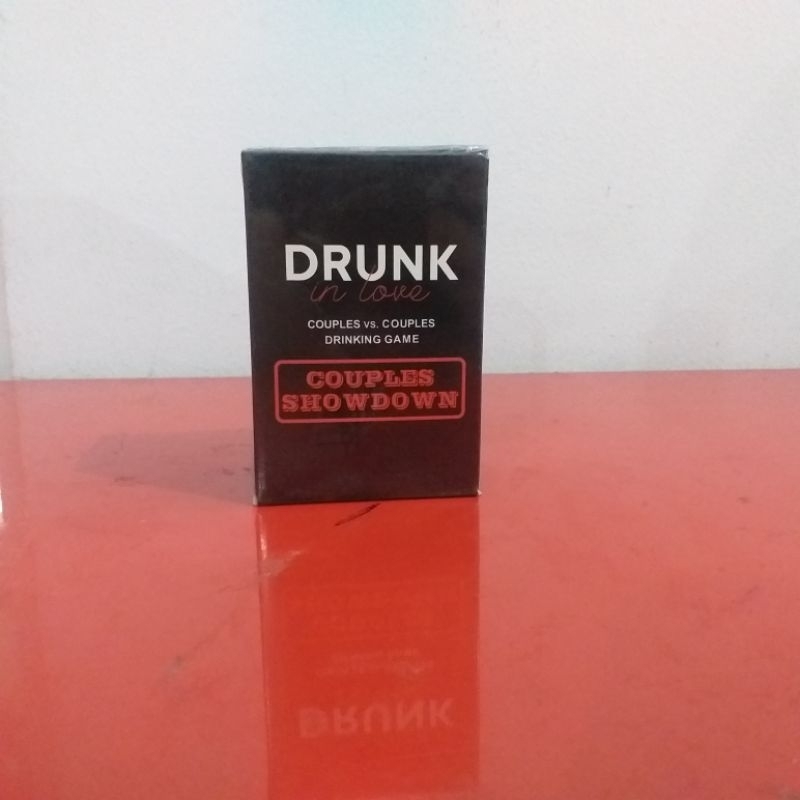 DRUNK
in love
COUPLES vs. COUPLES
DRINKING GAME
COUPLES
SHOWDOWN